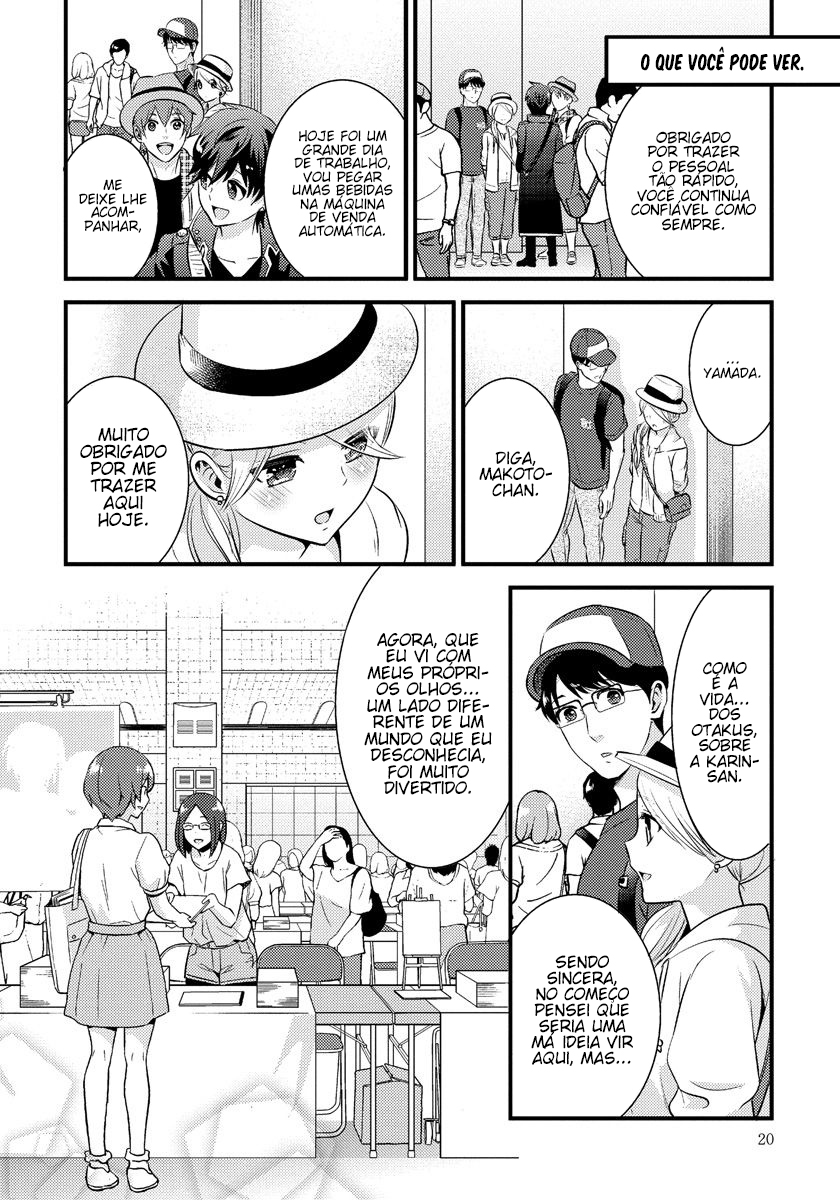 O QUE VOCÊ PODE VER.
OBRIGADO
POR TRAZER
O PESSOAL
TÃO RÁPIDO,
VOCÊ CONTINUA
CONFIÁVEL COMO
SEMPRE.
HOJE FOI UM
GRANDE DIA
DE TRABALHO,
VOU PEGAR
UMAS BEBIDAS
NA MÁQUINA
DE VENDA
AUTOMÁTICA.
ME
DEIXE LHE
ACOM-
PANHAR,
...
YAMADA.
DIGA,
MAKOTO-
CHAN.
MUITO
OBRIGADO
POR ME
TRAZER
AQUI
HOJE.
COMO
É A
VIDA...
DOS
OTAKUS,
SOBRE
A KARIN-
SAN.
SENDO
SINCERA,
NO COMEÇO
PENSEI QUE
SERIA UMA
MÁ IDEIA VIR
AQUI, MAS...
AGORA, QUE
EU VI COM
MEUS PRÓPRI-
OS OLHOS...
UM LADO DIFE-
RENTE DE UM
MUNDO QUE EU
DESCONHECIA,
FOI MUITO
DIVERTIDO.
20